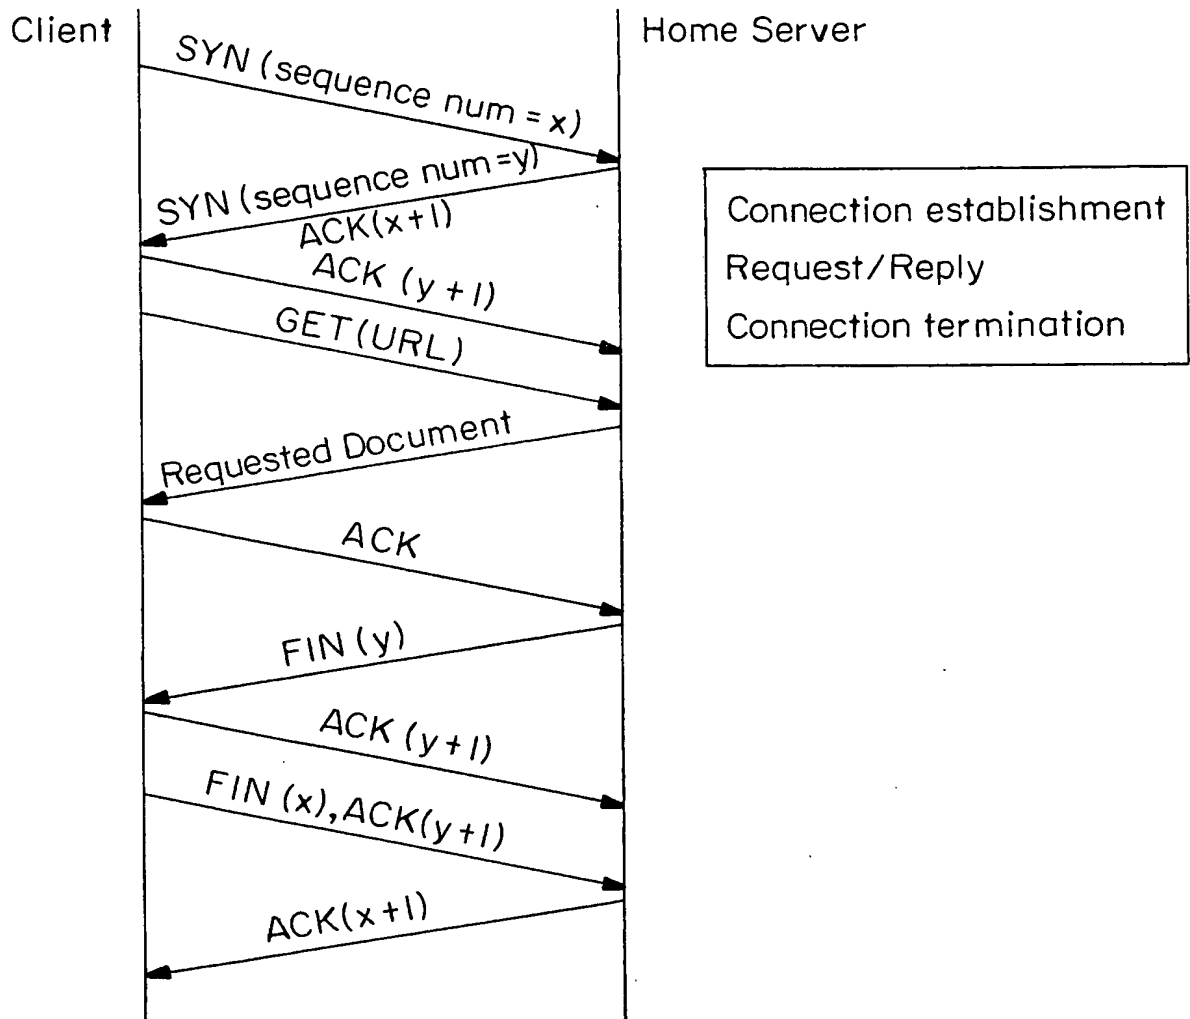 Client
Home Server
SYN (sequence num = x)
SYN (sequence num=y)
ACK(x+1)
ACK (y+1)
GET(URL)
Requested Document
ACK
FIN (y)
ACK (y+1)
FIN (x),ACK(y+1)
ACK(x+1)
Connection establishment
Request/Reply
Connection termination